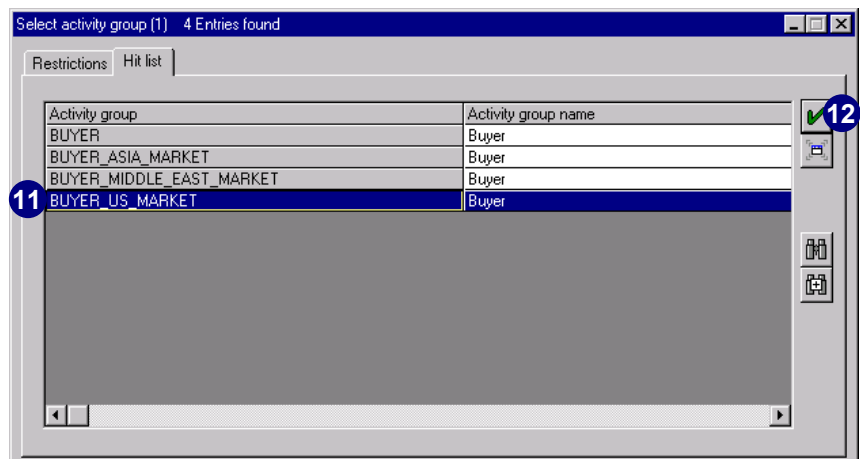 Select activity group (1) 4 Entries found
Restrictions Hit list
Activity group Activity group name
BUYER Buyer
BUYER_ASIA_MARKET Buyer
BUYER_MIDDLE_EAST_MARKET Buyer
11 BUYER_US_MARKET Buyer
12